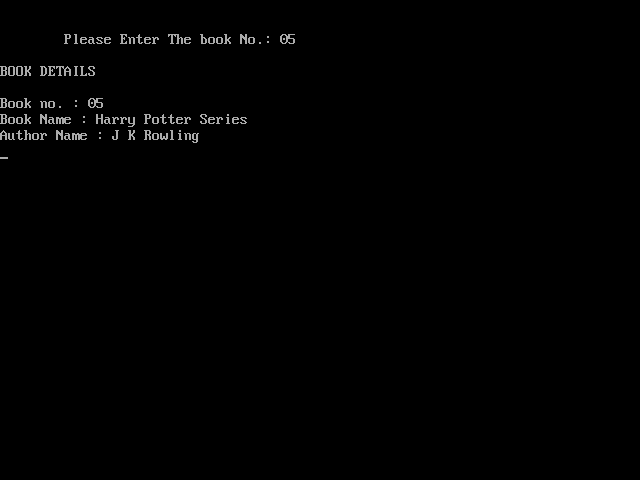 Please Enter The book No.: 05
BOOK DETAILS
Book no. : 05
Book Name : Harry Potter Series
Author Name : J K Rowling